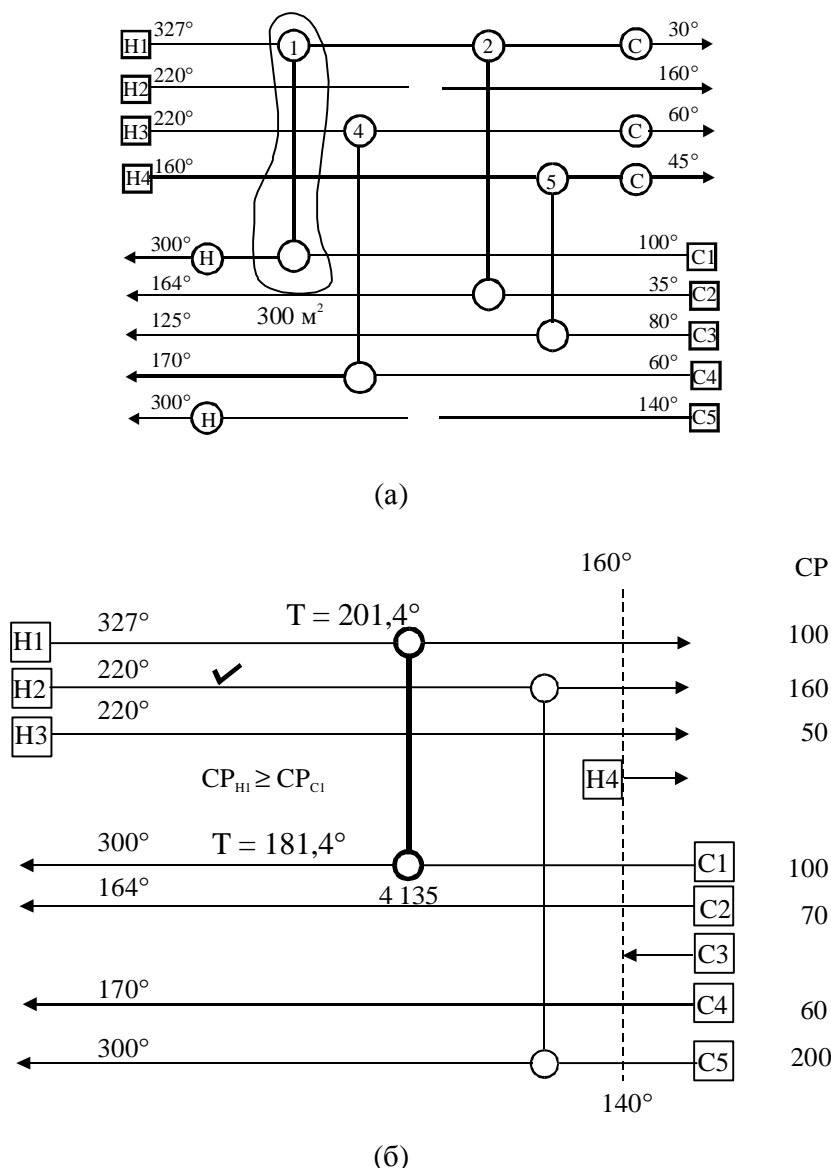 H1 327° 1 2 C 30°
H2 220° 160°
H3 220° 4 C 60°
H4 160° 5 C 45°
300° H 100° C1
164° 35° C2
300 м²
125° 80° C3
170° 60° C4
300° H 140° C5
(а)
160° CP
H1 327° T = 201,4° 100
H2 220° 160
H3 220° 50
CP_H1 ≥ CP_C1 H4
300° T = 181,4° C1 100
164° 4 135 C2 70
C3
170° C4 60
300° C5 200
140°
(б)